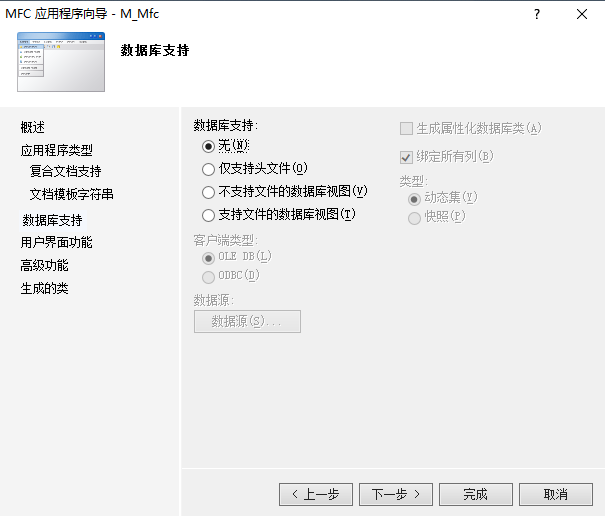 MFC 应用程序向导 - M_Mfc
?
数据库支持
概述
应用程序类型
复合文档支持
文档模板字符串
数据库支持
用户界面功能
高级功能
生成的类
数据库支持:
无(N):
仅支持头文件(O)
不支持文件的数据库视图(V)
支持文件的数据库视图(T)
客户端类型:
OLE DB(L)
ODBC(D)
数据源:
数据源(S)...
生成属性化数据库类(A)
绑定所有列(B)
类型:
动态集(Y)
快照(P)
< 上一步
下一步 >
完成
取消